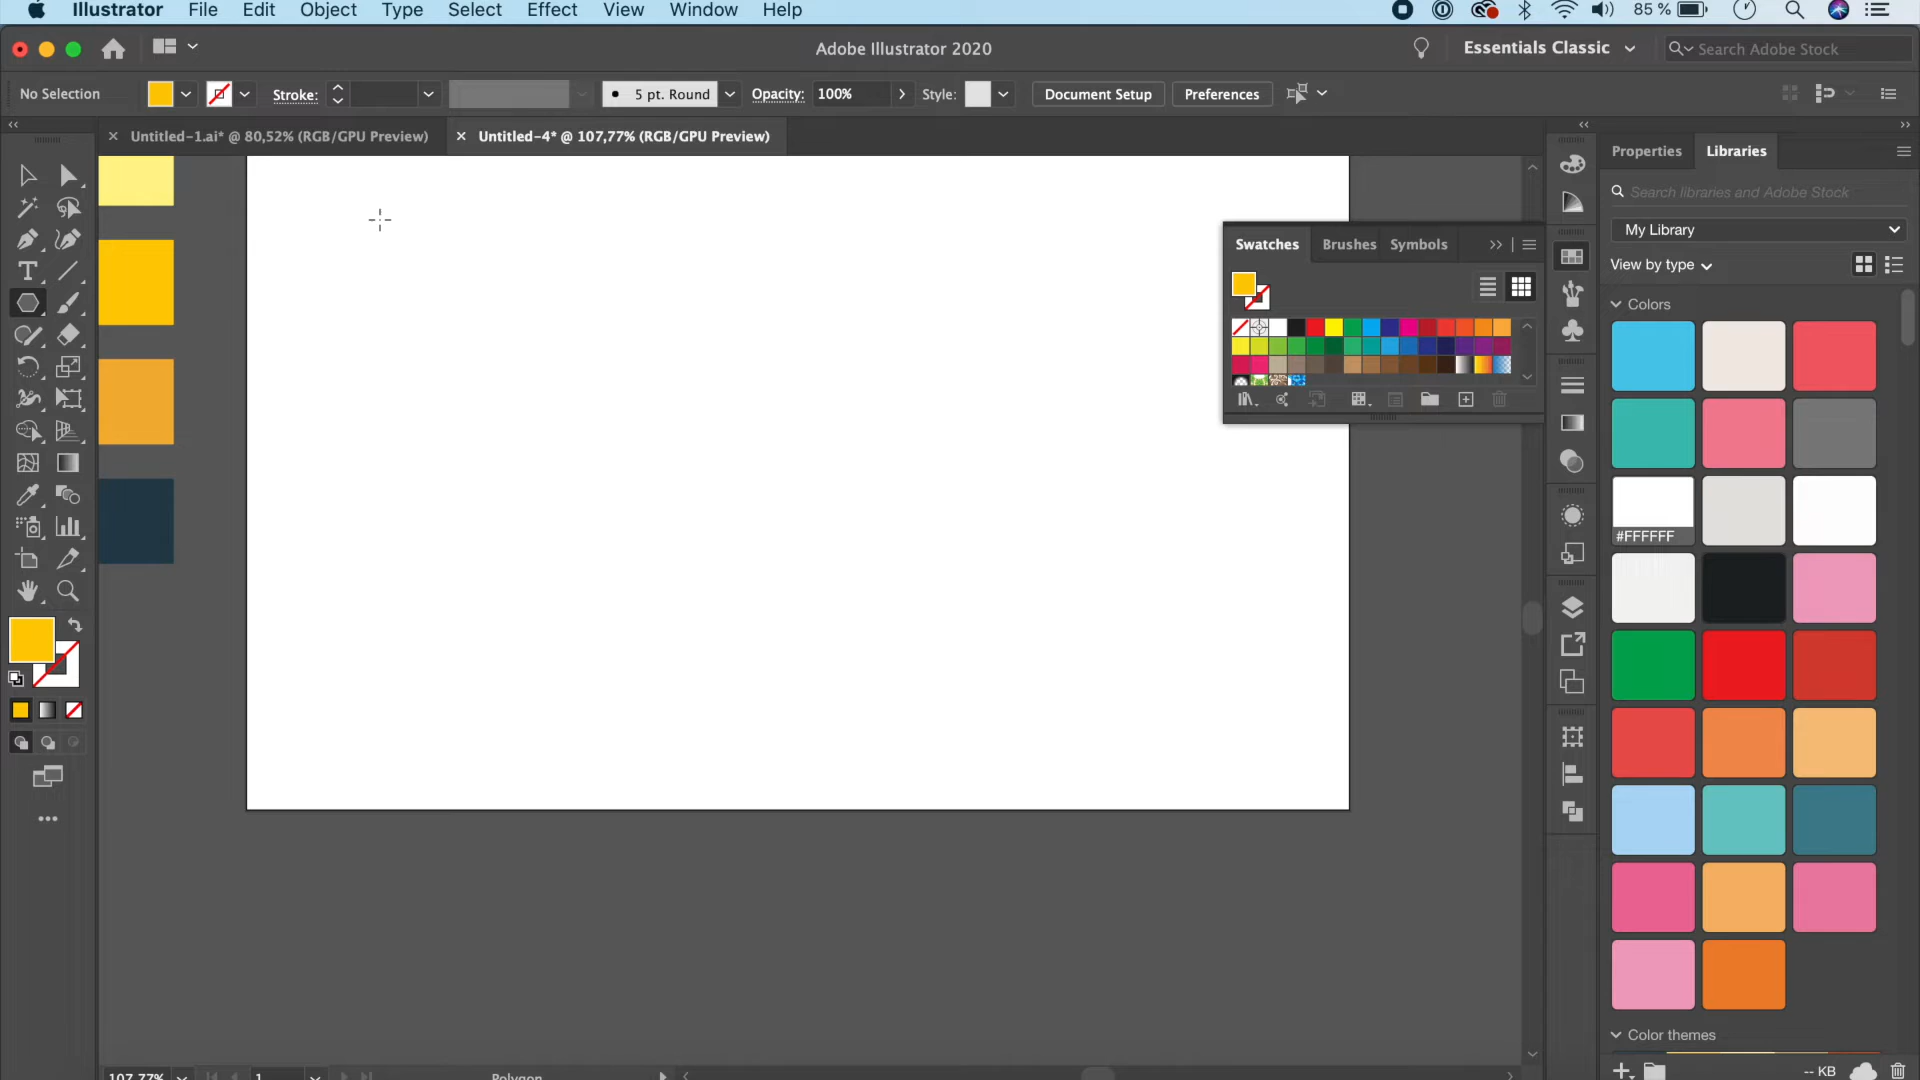 Illustrator File Edit Object Type Select Effect View Window Help 85 %
Adobe Illustrator 2020 Essentials Classic Search Adobe Stock
No Selection Stroke: 5 pt. Round Opacity: 100% Style: Document Setup Preferences
Untitled-1.ai* @ 80,52% (RGB/GPU Preview) Untitled-4* @ 107,77% (RGB/GPU Preview)
Properties Libraries
Search libraries and Adobe Stock
My Library
View by type
Swatches Brushes Symbols
Colors
#FFFFFF
Color themes
107,77% 1 Polygon -- KB